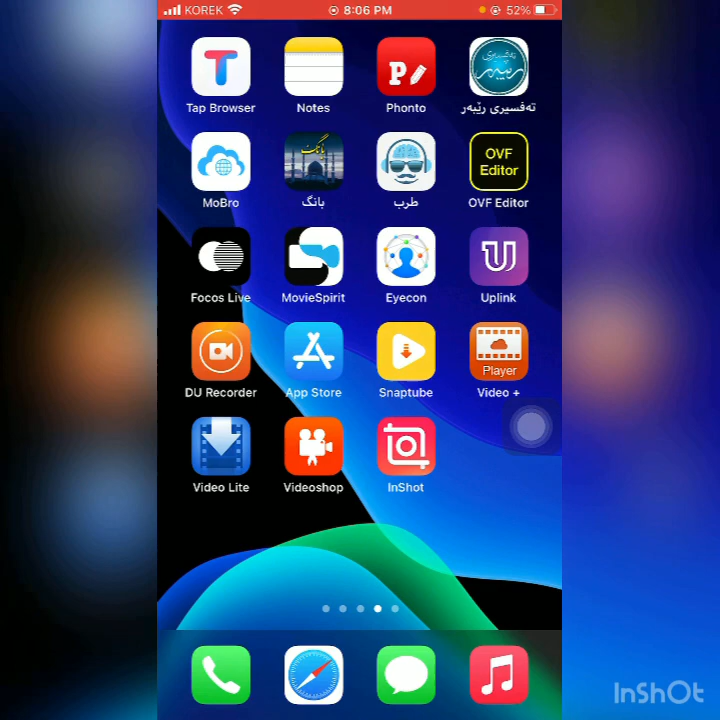 KOREK 8:06 PM 52%
Tap Browser Notes Phonto تەفسیری ڕێبەر
OVF Editor
MoBro بانگ طرب OVF Editor
Focos Live MovieSpirit Eyecon Uplink
Player
DU Recorder App Store Snaptube Video +
Video Lite Videoshop InShot
InShOt